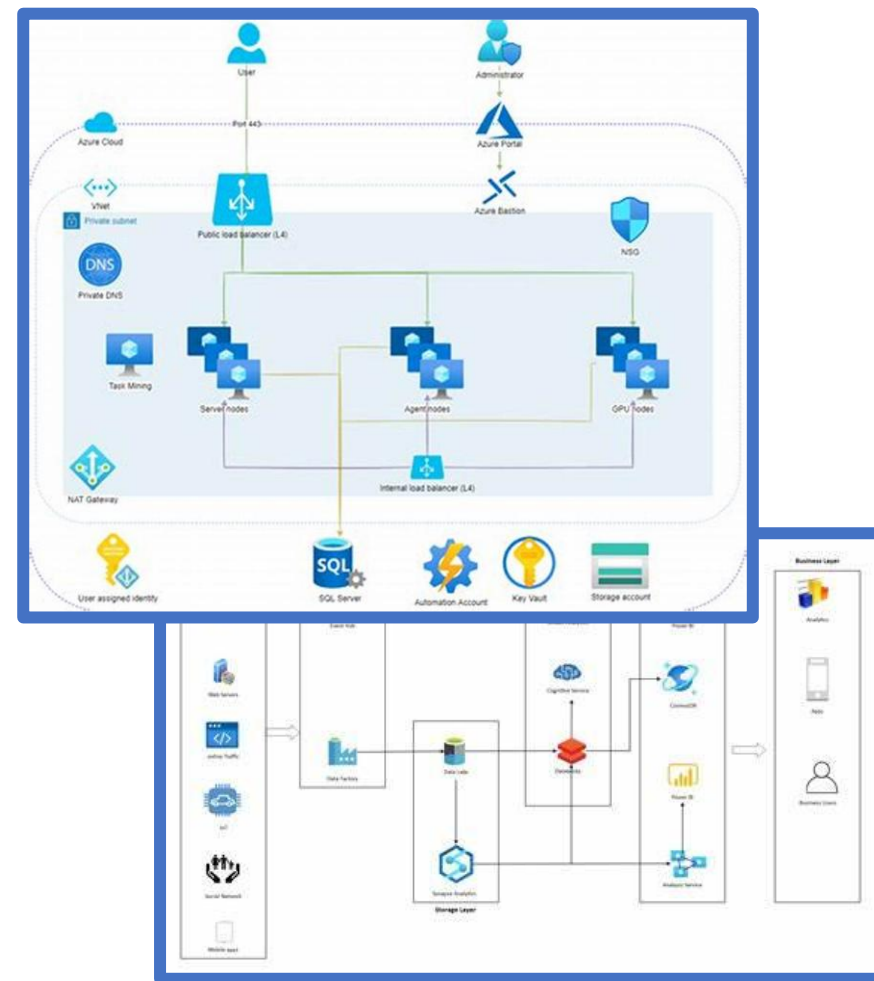 User
Administrator
Port 443
Azure Cloud
Azure Portal
VNet
Azure Bastion
Private subnet
Public load balancer (L4)
NSG
DNS
Private DNS
Task Mining
Server nodes
Agent nodes
GPU nodes
NAT Gateway
Internal load balancer (L4)
SQL
User assigned identity
SQL Server
Automation Account
Key Vault
Storage account
Business Layer
Event Hub
Power BI
Analytics
Web Servers
Cognitive Service
CosmosDB
Apps
online Traffic
Data Factory
Data Lake
Databricks
Power BI
Business Users
IoT
Social Network
Synapse Analytics
Analysis Service
Storage Layer
Mobile apps